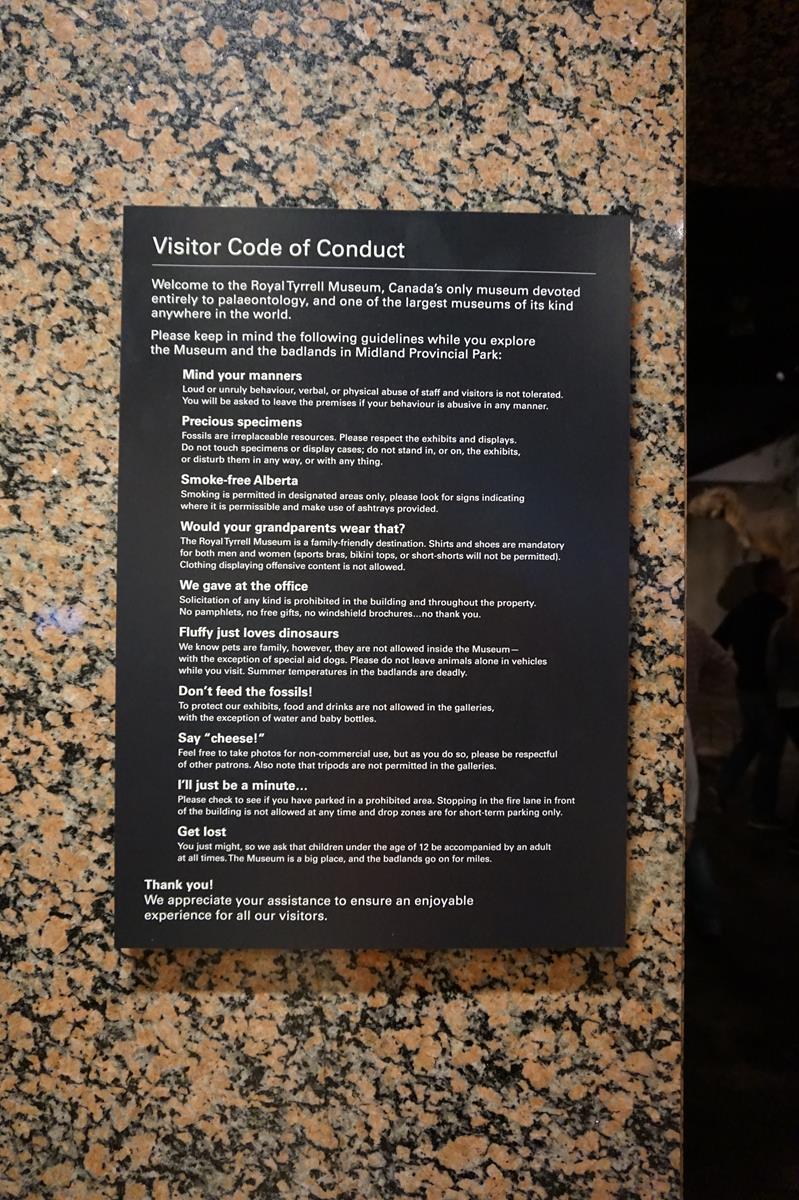 Visitor Code of Conduct
Welcome to the Royal Tyrrell Museum, Canada's only museum devoted
entirely to palaeontology, and one of the largest museums of its kind
anywhere in the world.
Please keep in mind the following guidelines while you explore
the Museum and the badlands in Midland Provincial Park:
Mind your manners
Loud or unruly behaviour, verbal, or physical abuse of staff and visitors is not tolerated.
You will be asked to leave the premises if your behaviour is abusive in any manner.
Precious specimens
Fossils are irreplaceable resources. Please respect the exhibits and displays.
Do not touch specimens or display cases; do not stand in, or on, the exhibits,
or disturb them in any way, or with any thing.
Smoke-free Alberta
Smoking is permitted in designated areas only, please look for signs indicating
where it is permissible and make use of ashtrays provided.
Would your grandparents wear that?
The Royal Tyrrell Museum is a family-friendly destination. Shirts and shoes are mandatory
for both men and women (sports bras, bikini tops, or short-shorts will not be permitted).
Clothing displaying offensive content is not allowed.
We gave at the office
Solicitation of any kind is prohibited in the building and throughout the property.
No pamphlets, no free gifts, no windshield brochures...no thank you.
Fluffy just loves dinosaurs
We know pets are family, however, they are not allowed inside the Museum—
with the exception of special aid dogs. Please do not leave animals alone in vehicles
while you visit. Summer temperatures in the badlands are deadly.
Don't feed the fossils!
To protect our exhibits, food and drinks are not allowed in the galleries,
with the exception of water and baby bottles.
Say "cheese!"
Feel free to take photos for non-commercial use, but as you do so, please be respectful
of other patrons. Also note that tripods are not permitted in the galleries.
I'll just be a minute...
Please check to see if you have parked in a prohibited area. Stopping in the fire lane in front
of the building is not allowed at any time and drop zones are for short-term parking only.
Get lost
You just might, so we ask that children under the age of 12 be accompanied by an adult
at all times. The Museum is a big place, and the badlands go on for miles.
Thank you!
We appreciate your assistance to ensure an enjoyable
experience for all our visitors.